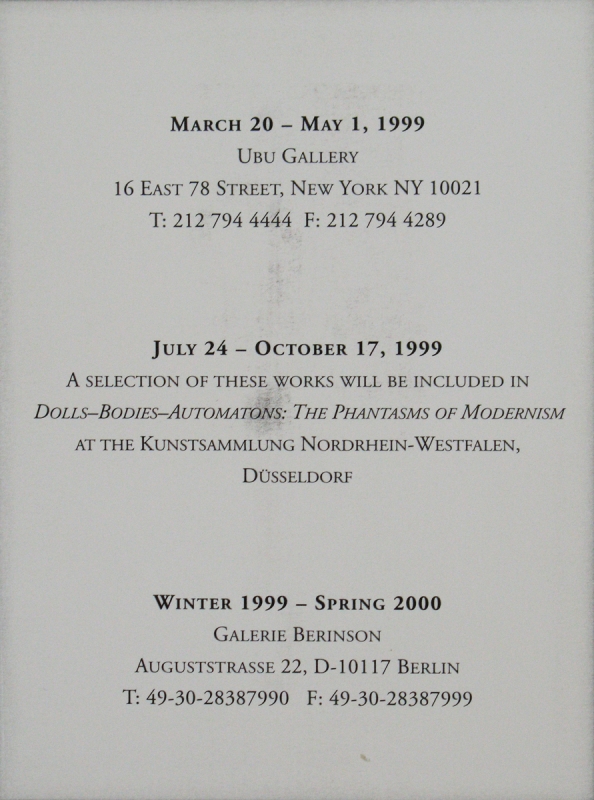 March 20 – May 1, 1999
Ubu Gallery
16 East 78 Street, New York NY 10021
T: 212 794 4444 F: 212 794 4289
July 24 – October 17, 1999
A selection of these works will be included in
Dolls–Bodies–Automatons: The Phantasms of Modernism
at the Kunstsammlung Nordrhein-Westfalen,
Düsseldorf
Winter 1999 – Spring 2000
Galerie Berinson
Auguststrasse 22, D-10117 Berlin
T: 49-30-28387990 F: 49-30-28387999